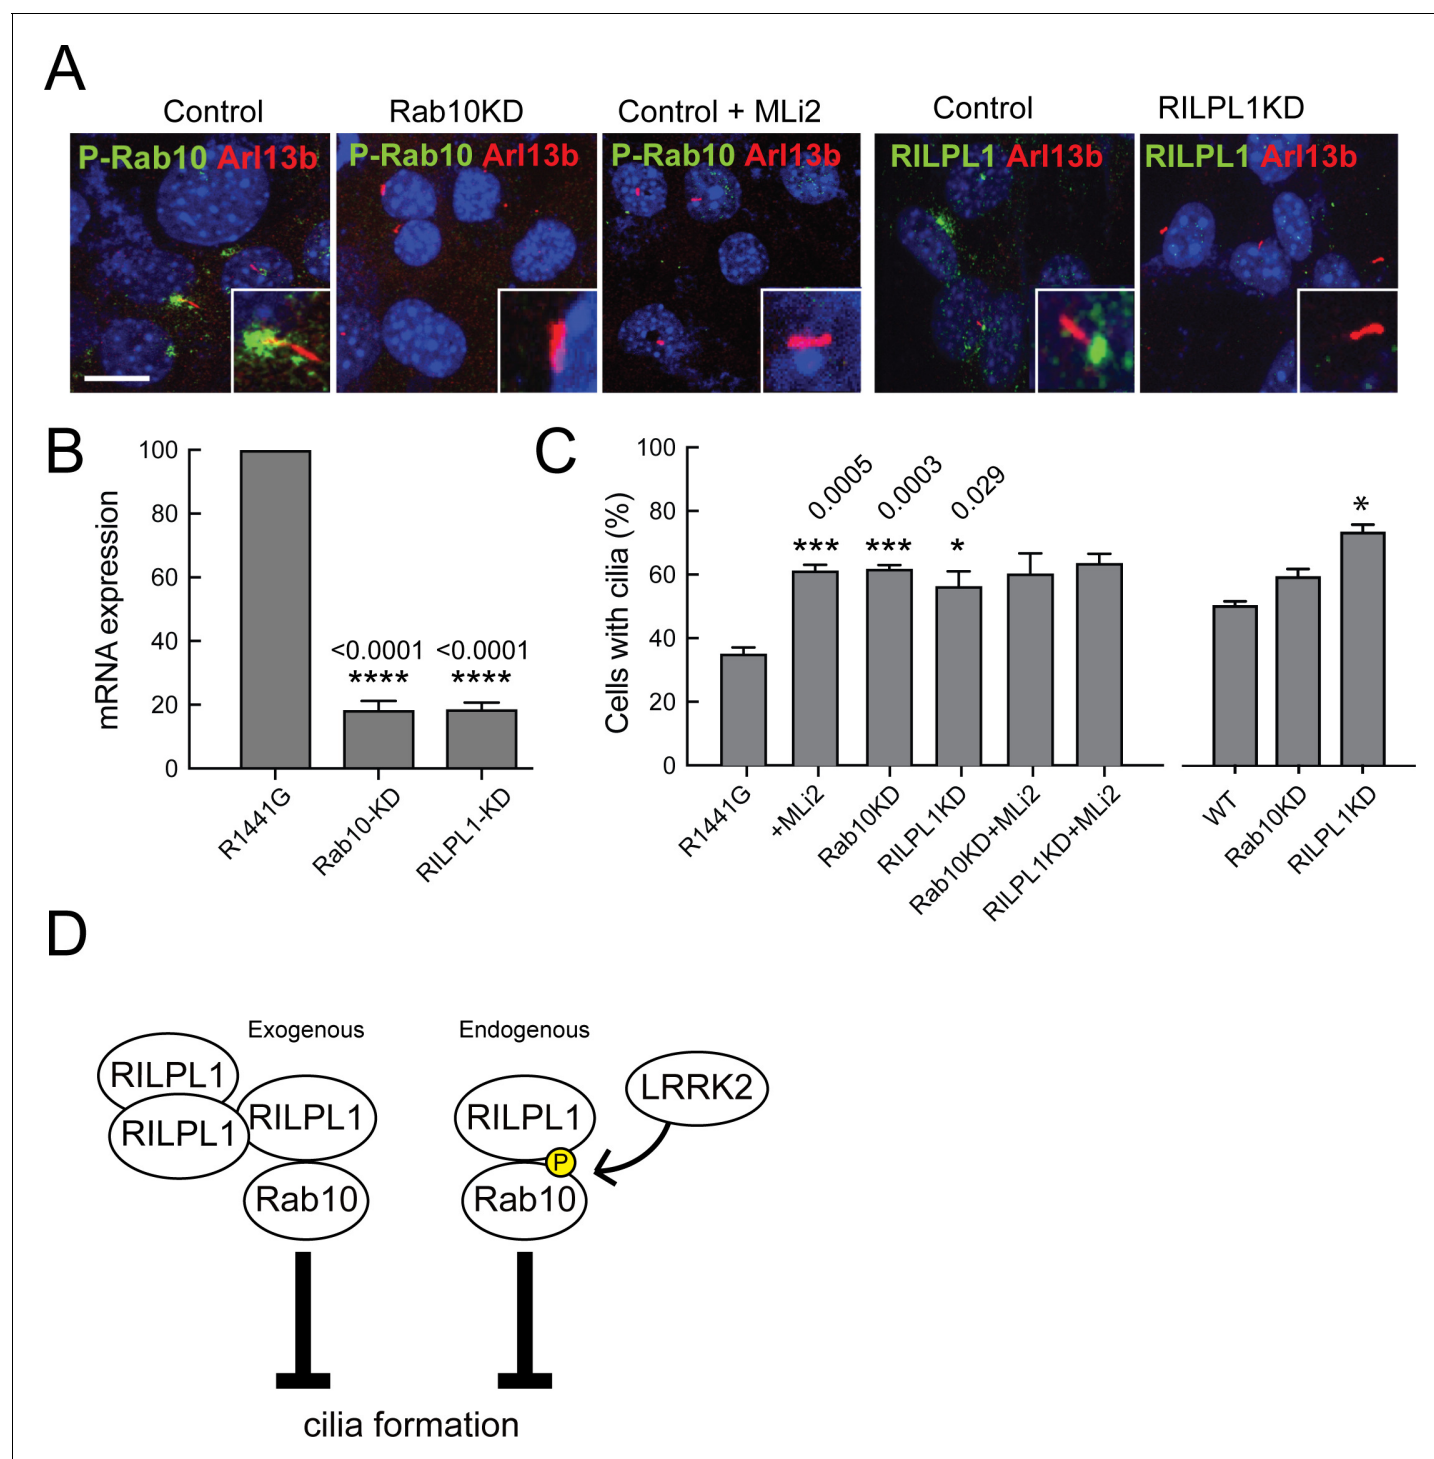 A
Control
Rab10KD
Control + MLi2
Control
RILPL1KD
P-Rab10 Arl13b
P-Rab10 Arl13b
P-Rab10 Arl13b
RILPL1 Arl13b
RILPL1 Arl13b
B
mRNA expression
100
80
60
40
20
0
<0.0001
****
<0.0001
****
R1441G
Rab10-KD
RILPL1-KD
C
Cells with cilia (%)
100
80
60
40
20
0
0.0005
0.0003
0.029
***
***
*
*
R1441G
+MLi2
Rab10KD
RILPL1KD
Rab10KD+MLi2
RILPL1KD+MLi2
WT
Rab10KD
RILPL1KD
D
Exogenous
Endogenous
RILPL1
RILPL1
RILPL1
Rab10
RILPL1
P
Rab10
LRRK2
cilia formation